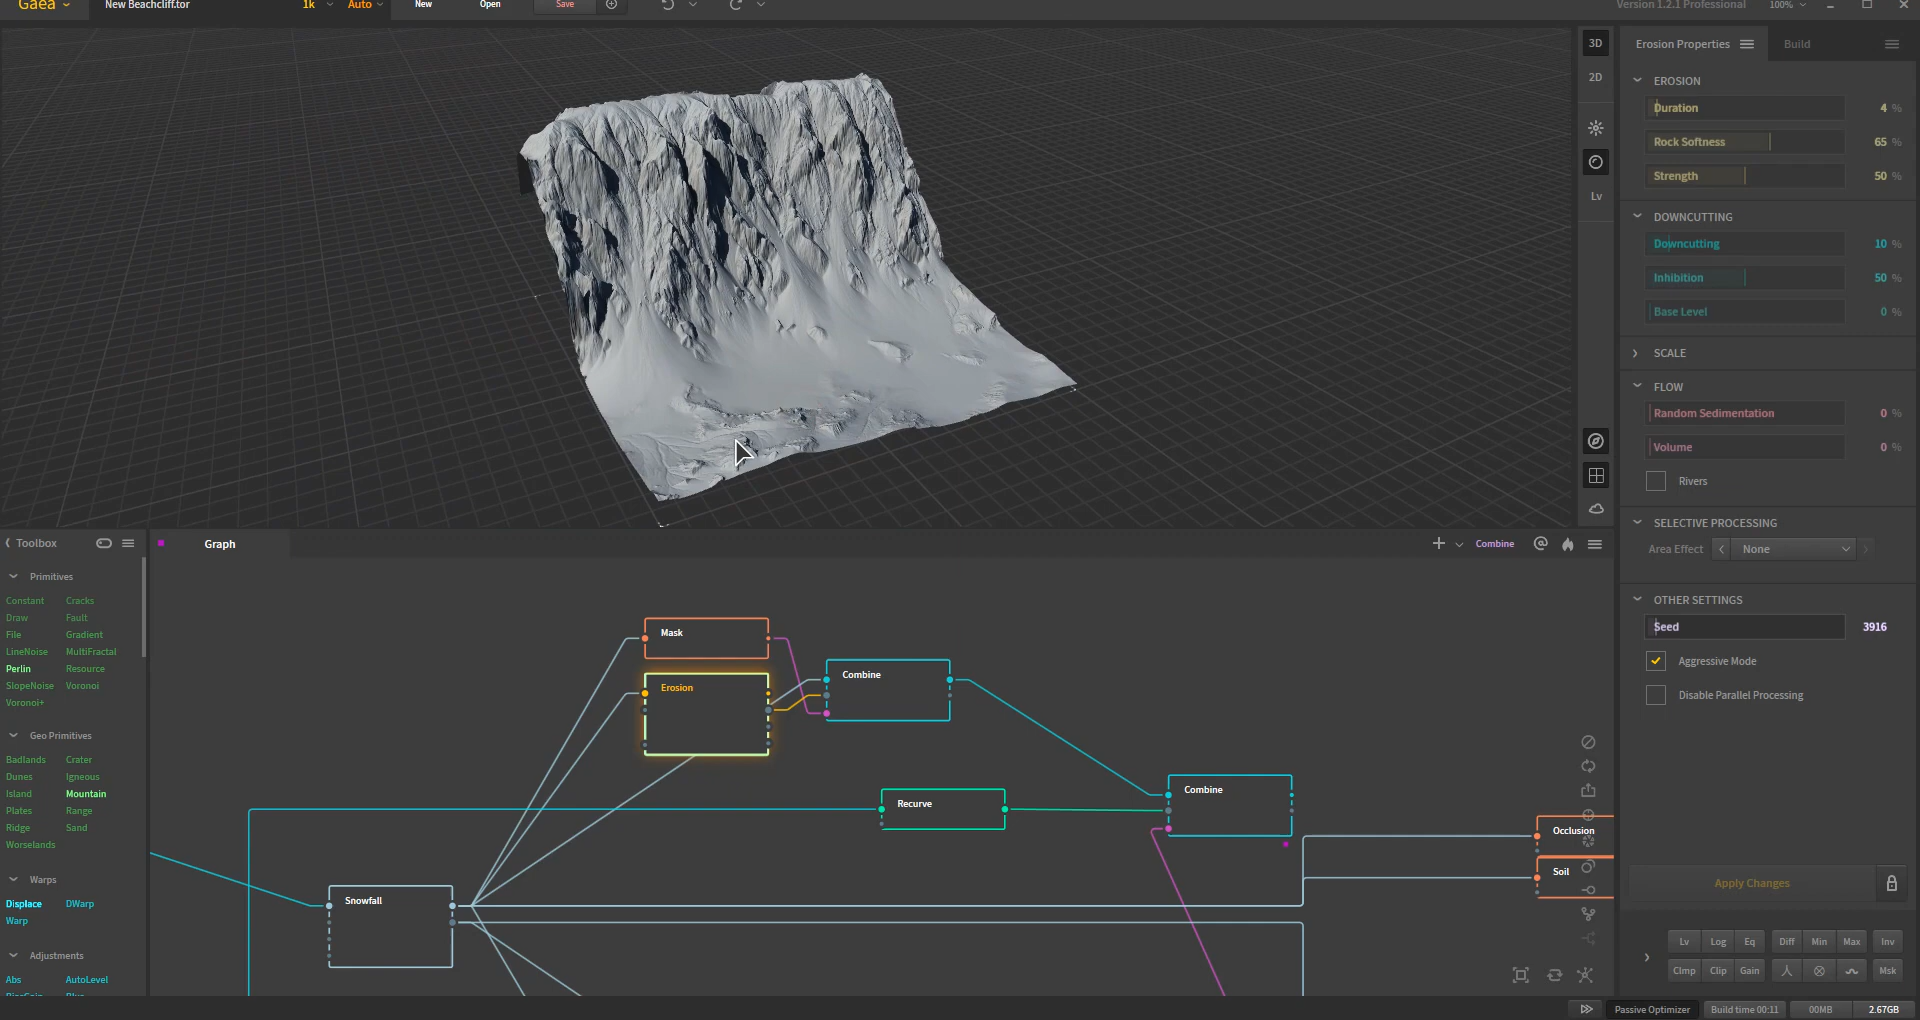 Gaea
New Beachcliff.tor
1k
Auto
New
Open
Save
Version 1.2.1 Professional
100%
3D
2D
Lv
Erosion Properties
Build
EROSION
Duration 4 %
Rock Softness 65 %
Strength 50 %
DOWNCUTTING
Downcutting 10 %
Inhibition 50 %
Base Level 0 %
SCALE
FLOW
Random Sedimentation 0 %
Volume 0 %
Rivers
SELECTIVE PROCESSING
Area Effect None
OTHER SETTINGS
Seed 3916
Aggressive Mode
Disable Parallel Processing
Apply Changes
Lv Log Eq Diff Min Max Inv
Clmp Clip Gain Msk
Toolbox
Primitives
Constant Cracks
Draw Fault
File Gradient
LineNoise MultiFractal
Perlin Resource
SlopeNoise Voronoi
Voronoi+
Geo Primitives
Badlands Crater
Dunes Igneous
Island Mountain
Plates Range
Ridge Sand
Worselands
Warps
Displace DWarp
Warp
Adjustments
Abs AutoLevel
Graph
Combine
Mask
Erosion
Combine
Recurve
Combine
Snowfall
Occlusion
Soil
Passive Optimizer
Build time 00:11
00MB
2.67GB